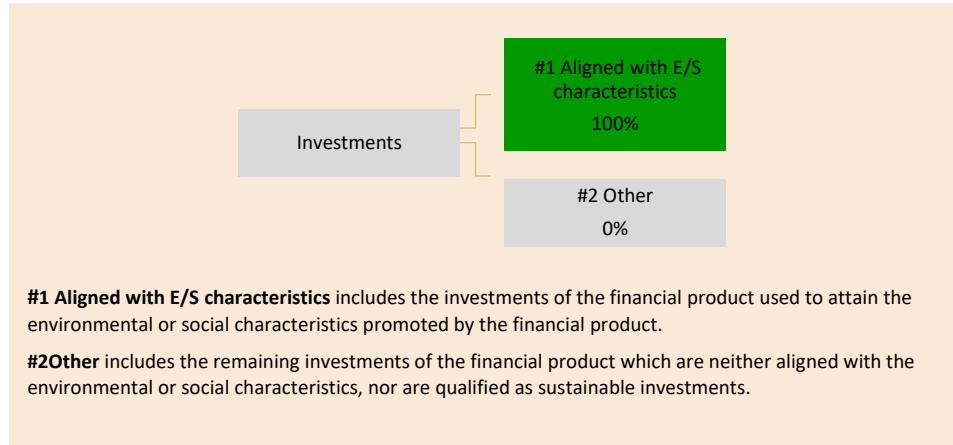 #1 Aligned with E/S
characteristics
100%
Investments
#2 Other
0%
#1 Aligned with E/S characteristics includes the investments of the financial product used to attain the
environmental or social characteristics promoted by the financial product.
#2Other includes the remaining investments of the financial product which are neither aligned with the
environmental or social characteristics, nor are qualified as sustainable investments.